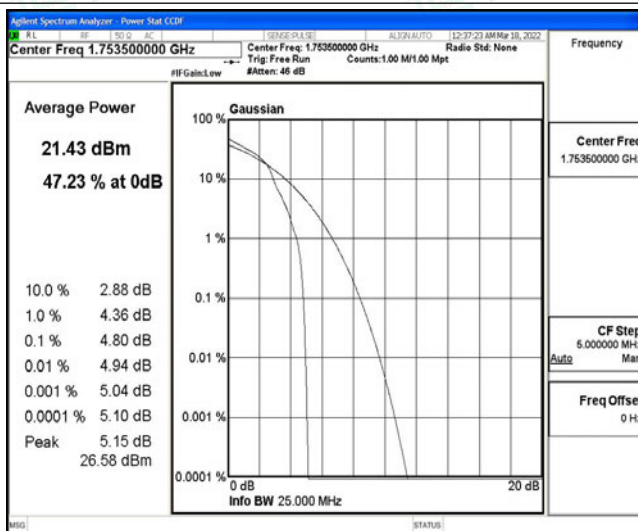 Agilent Spectrum Analyzer - Power Stat CCDF
RL RF 50 Ω AC SENSE:PULSE ALIGN AUTO 12:37:23 AM Mar 18, 2022
Center Freq 1.753500000 GHz
Center Freq: 1.753500000 GHz Radio Std: None
Trig: Free Run Counts:1.00 M/1.00 Mpt
#IFGain:Low #Atten: 46 dB
Average Power
21.43 dBm
47.23 % at 0dB
10.0 % 2.88 dB
1.0 % 4.36 dB
0.1 % 4.80 dB
0.01 % 4.94 dB
0.001 % 5.04 dB
0.0001 % 5.10 dB
Peak 5.15 dB
26.58 dBm
Gaussian
100 %
10 %
1 %
0.1 %
0.01 %
0.001 %
0.0001 %
0 dB 20 dB
Info BW 25.000 MHz
Frequency
Center Freq
1.753500000 GHz
CF Step
5.000000 MHz
Auto Man
Freq Offset
0 Hz
MSG STATUS